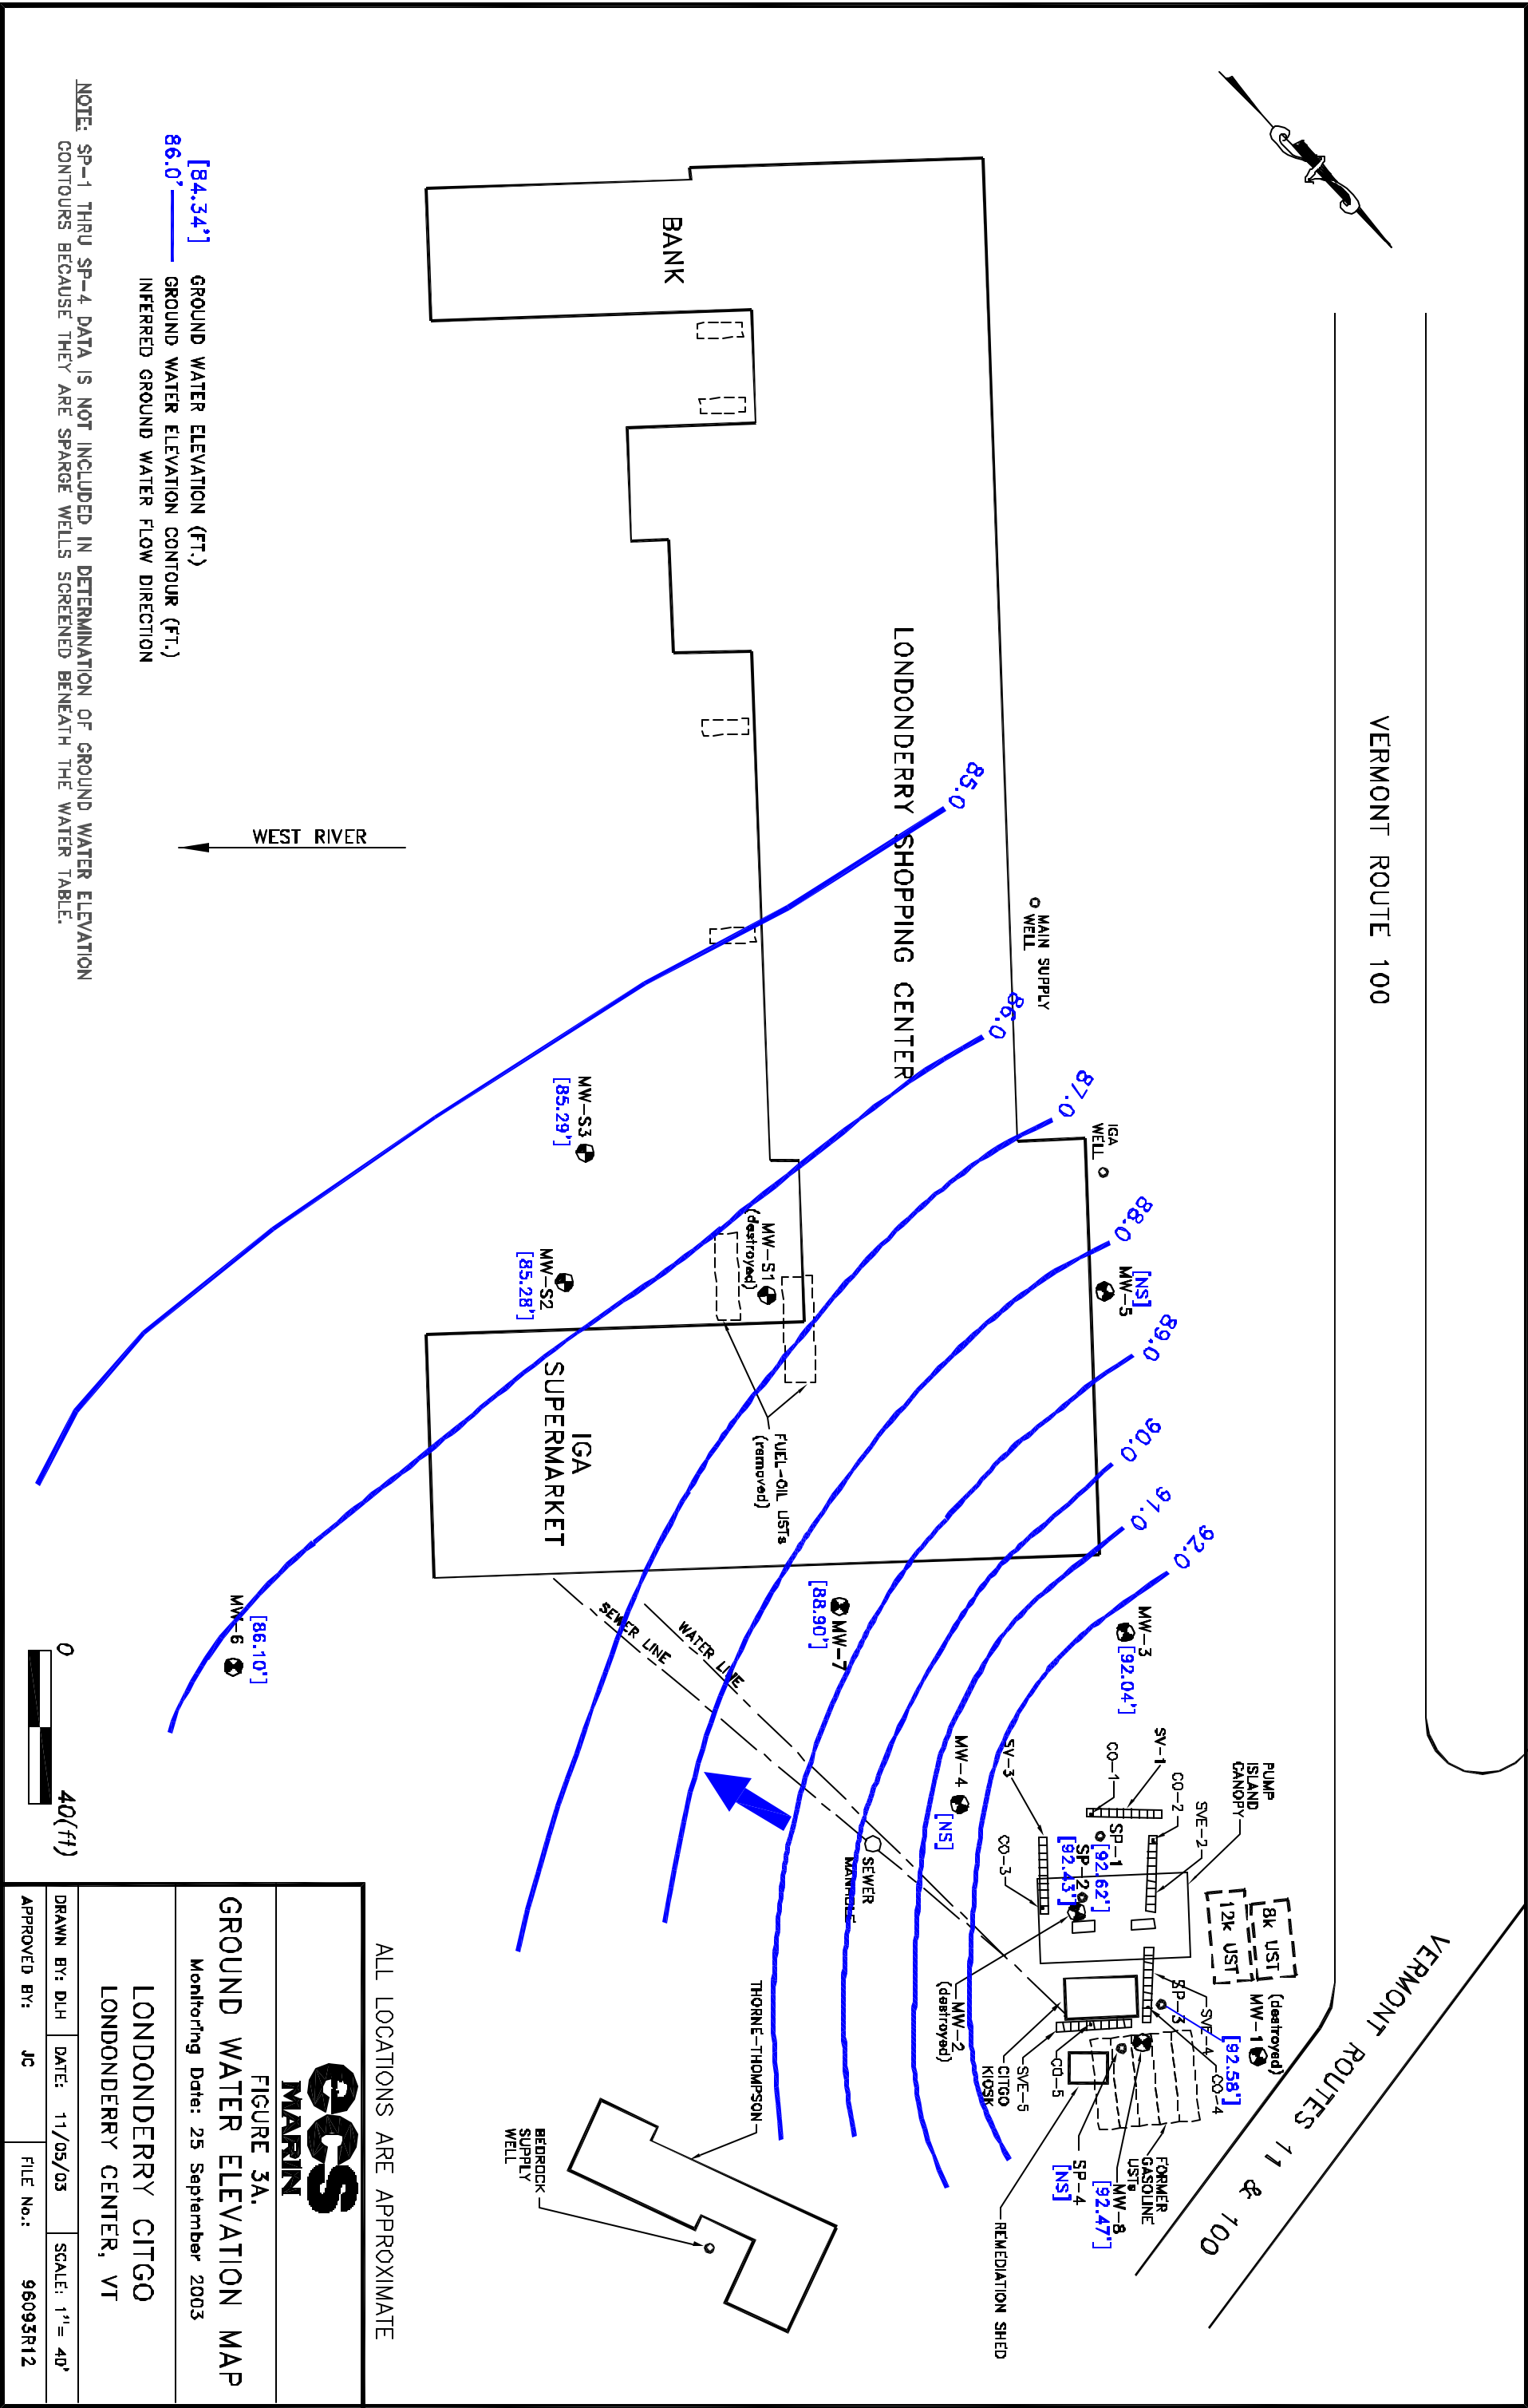 VERMONT ROUTE 100
VERMONT ROUTES 11 & 100
BANK
LONDONDERRY SHOPPING CENTER
MAIN SUPPLY
WELL
IGA
WELL
85.0
86.0
87.0
88.0
89.0
90.0
91.0
92.0
[NS]
MW-5
MW-3
[92.04']
MW-S3
[85.29']
MW-S2
[85.28']
MW-S1
(destroyed)
FUEL-OIL USTs
(removed)
IGA
SUPERMARKET
MW-7
[88.90']
WATER LINE
SEWER LINE
[86.10']
MW-6
MW-4
[NS]
SEWER
MANHOLE
PUMP
ISLAND
CANOPY
SV-1
CO-1
CO-2
SVE-2
SV-3
CO-3
SP-1
[92.62']
SP-2
[92.43']
8k UST
12k UST
(destroyed)
MW-1
[92.58']
SP-3
SVE-4
CO-4
MW-2
(destroyed)
CITGO
KIOSK
SVE-5
CO-5
FORMER
GASOLINE
USTs
MW-8
[92.47']
SP-4
[NS]
REMEDIATION SHED
THORNE-THOMPSON
BEDROCK
SUPPLY
WELL
WEST RIVER
[84.34'] GROUND WATER ELEVATION (FT.)
86.0' GROUND WATER ELEVATION CONTOUR (FT.)
INFERRED GROUND WATER FLOW DIRECTION
NOTE: SP-1 THRU SP-4 DATA IS NOT INCLUDED IN DETERMINATION OF GROUND WATER ELEVATION
CONTOURS BECAUSE THEY ARE SPARGE WELLS SCREENED BENEATH THE WATER TABLE.
0 40(ft)
ALL LOCATIONS ARE APPROXIMATE
ecs
MARIN
FIGURE 3A.
GROUND WATER ELEVATION MAP
Monitoring Date: 25 September 2003
LONDONDERRY CITGO
LONDONDERRY CENTER, VT
DRAWN BY: DLH DATE: 11/05/03 SCALE: 1"= 40'
APPROVED BY: JC FILE No.: 96093R12